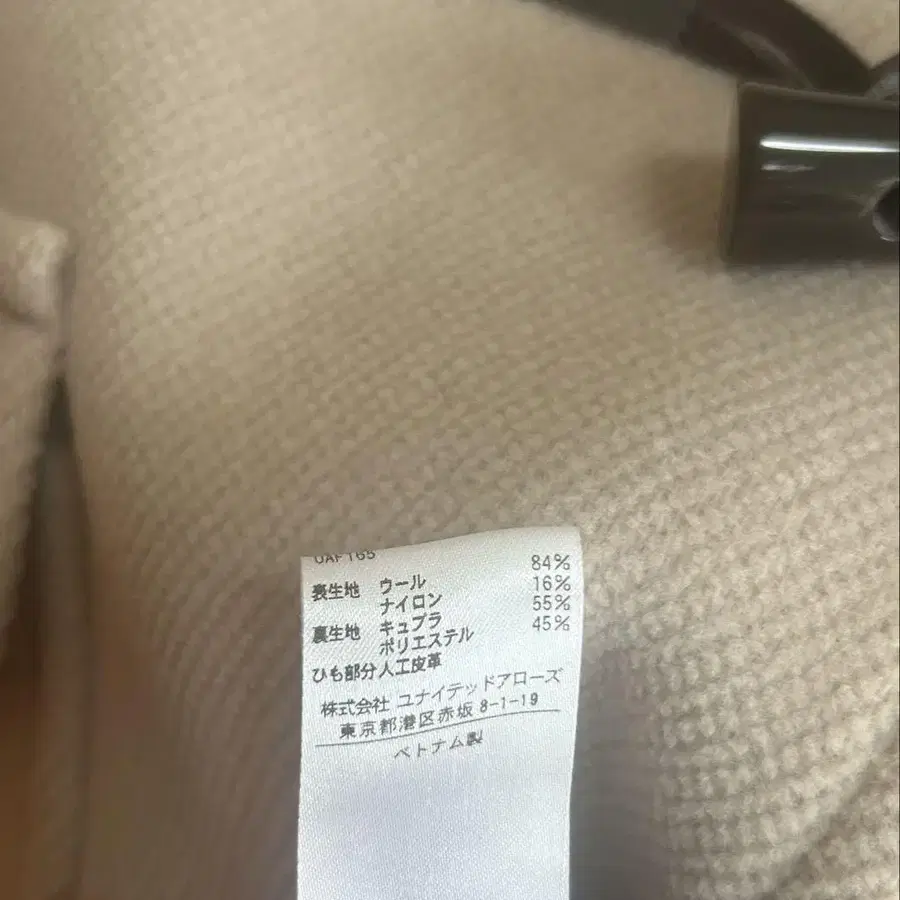 UAF165
表生地 ウール 84%
ナイロン 16%
裏生地 キュプラ 55%
ポリエステル 45%
ひも部分人工皮革
株式会社 ユナイテッドアローズ
東京都港区赤坂 8-1-19
ベトナム製